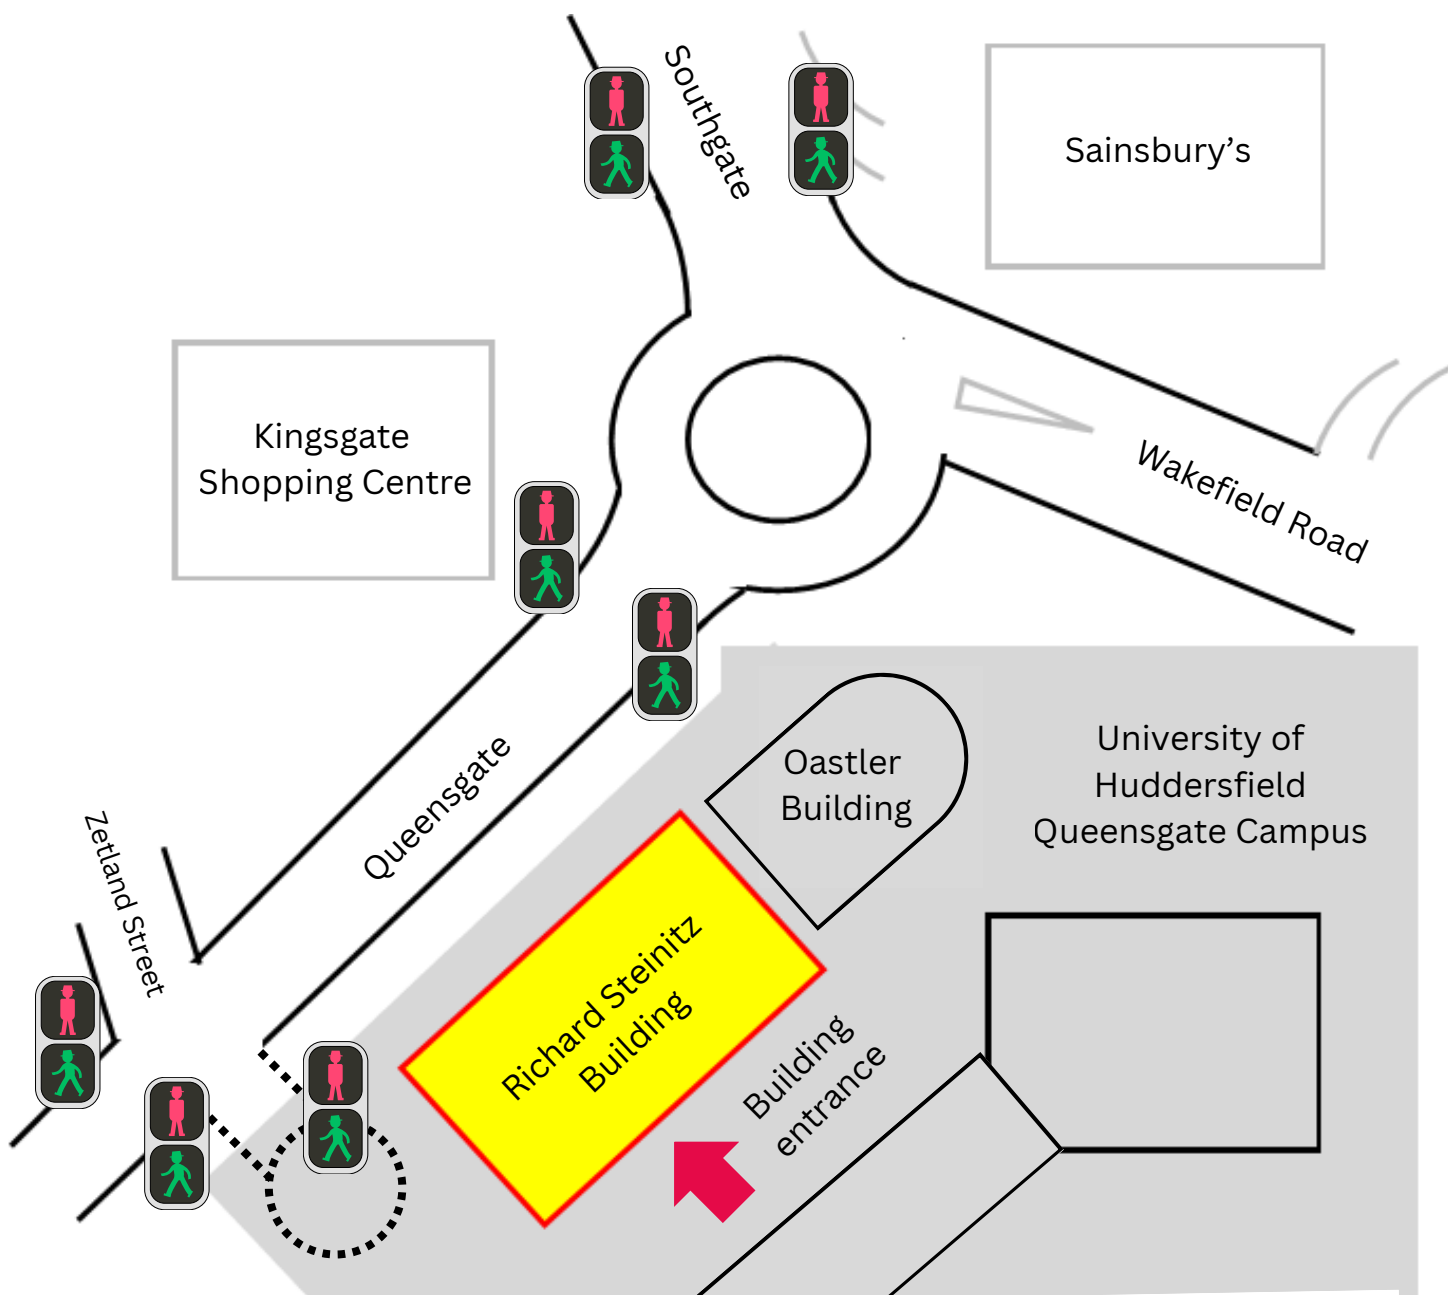 Southgate
Sainsbury’s
Kingsgate
Shopping Centre
Wakefield Road
Queensgate
Oastler
Building
University of
Huddersfield
Queensgate Campus
Zetland Street
Richard Steinitz
Building
Building
entrance